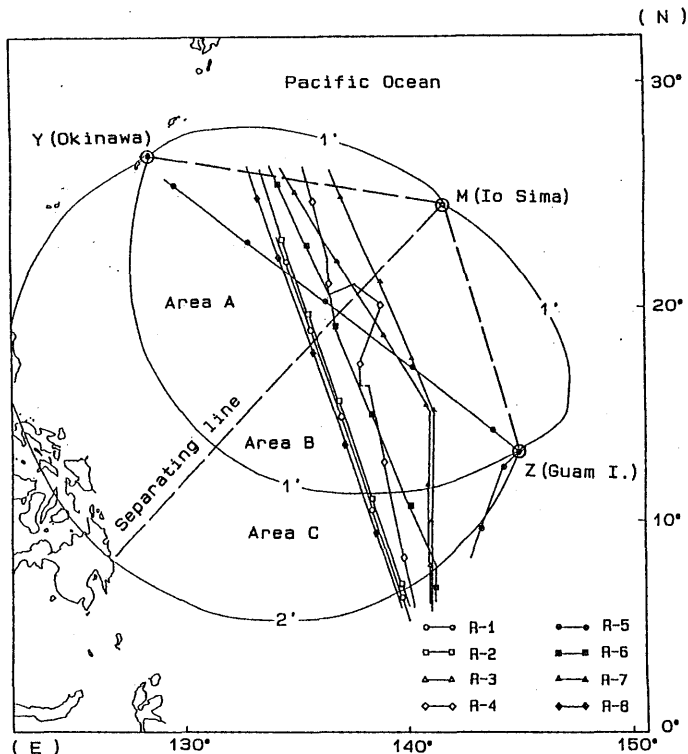 ( N )
30°
Pacific Ocean
Y (Okinawa)
1'
M (Io Sima)
1'
Area A
20°
Separating line
Area B
Z (Guam I.)
1'
10°
Area C
2'
R-1
R-2
R-3
R-4
R-5
R-6
R-7
R-8
0°
( E )
130°
140°
150°